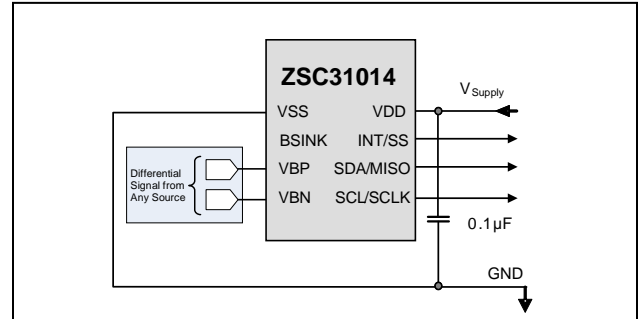 ZSC31014
VSupply
VSS VDD
BSINK INT/SS
VBP SDA/MISO
VBN SCL/SCLK
Differential
Signal from
Any Source
0.1µF
GND